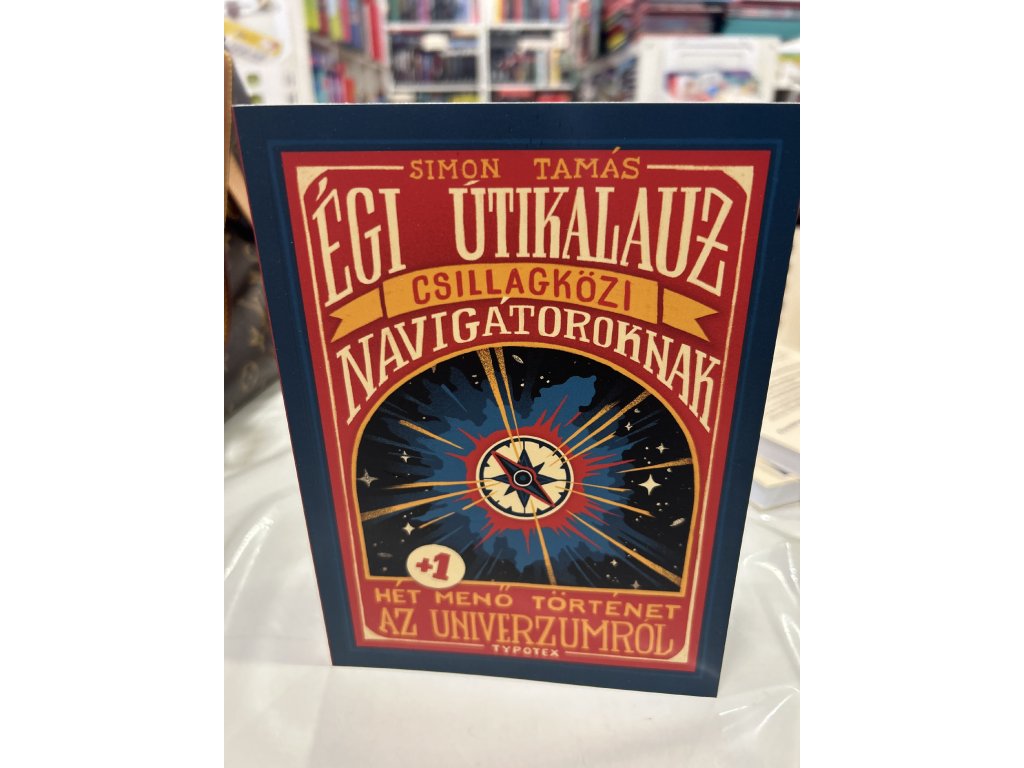 SIMON TAMÁS
ÉGI ÚTIKALAUZ
CSILLAGKÖZI
NAVIGÁTOROKNAK
+1
HÉT MENŐ TÖRTÉNET
AZ UNIVERZUMRÓL
TYPOTEX